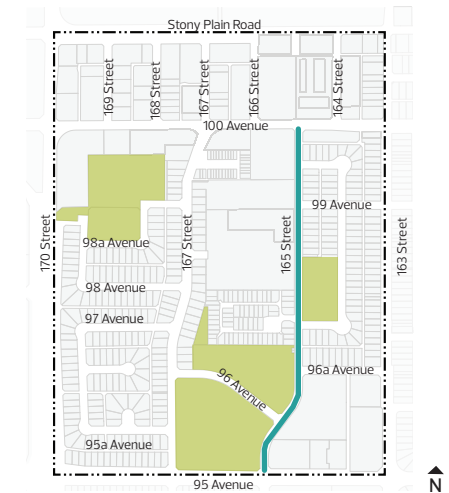 Stony Plain Road
169 Street
168 Street
167 Street
166 Street
164 Street
100 Avenue
99 Avenue
170 Street
98a Avenue
167 Street
165 Street
163 Street
98 Avenue
97 Avenue
96 Avenue
96a Avenue
95a Avenue
95 Avenue
N